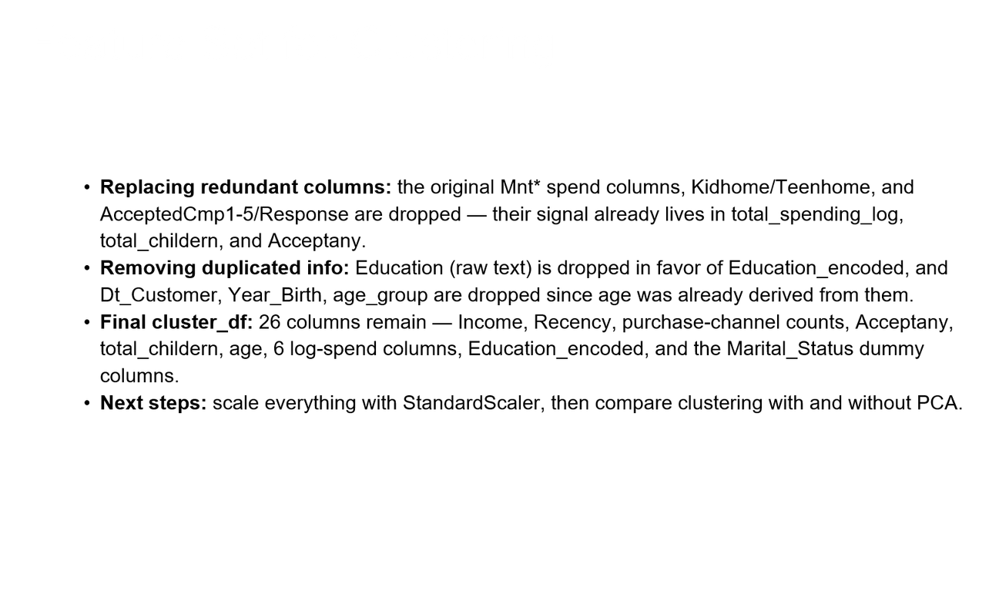 • Replacing redundant columns: the original Mnt* spend columns, Kidhome/Teenhome, and
AcceptedCmp1-5/Response are dropped — their signal already lives in total_spending_log,
total_childern, and Acceptany.
• Removing duplicated info: Education (raw text) is dropped in favor of Education_encoded, and
Dt_Customer, Year_Birth, age_group are dropped since age was already derived from them.
• Final cluster_df: 26 columns remain — Income, Recency, purchase-channel counts, Acceptany,
total_childern, age, 6 log-spend columns, Education_encoded, and the Marital_Status dummy
columns.
• Next steps: scale everything with StandardScaler, then compare clustering with and without PCA.